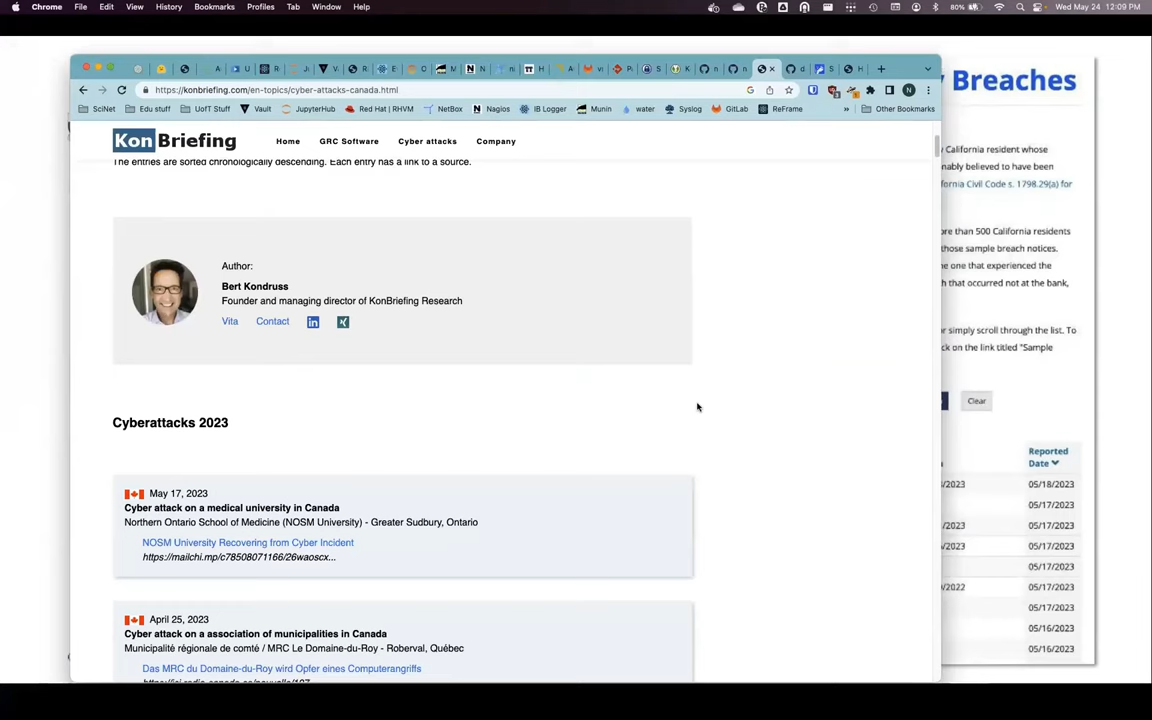 Chrome File Edit View History Bookmarks Profiles Tab Window Help 80% Wed May 24 12:09 PM
https://konbriefing.com/en-topics/cyber-attacks-canada.html
SciNet Edu stuff UofT Stuff Vault JupyterHub Red Hat | RHVM NetBox Nagios IB Logger Munin water Syslog GitLab ReFrame » Other Bookmarks
KonBriefing Home GRC Software Cyber attacks Company
The entries are sorted chronologically descending. Each entry has a link to a source.
Author:
Bert Kondruss
Founder and managing director of KonBriefing Research
Vita Contact
Cyberattacks 2023
May 17, 2023
Cyber attack on a medical university in Canada
Northern Ontario School of Medicine (NOSM University) - Greater Sudbury, Ontario
NOSM University Recovering from Cyber Incident
https://mailchi.mp/c78508071166/26waoscx...
April 25, 2023
Cyber attack on a association of municipalities in Canada
Municipalité régionale de comté / MRC Le Domaine-du-Roy - Roberval, Québec
Das MRC du Domaine-du-Roy wird Opfer eines Computerangriffs
y Breaches
y California resident whose
nably believed to have been
ifornia Civil Code s. 1798.29(a) for
ore than 500 California residents
those sample breach notices.
he one that experienced the
h that occurred not at the bank,
r simply scroll through the list. To
ck on the link titled "Sample
Clear
Reported
Date
/2023 05/18/2023
05/17/2023
/2023 05/17/2023
/2023 05/17/2023
05/17/2023
/2022 05/17/2023
05/17/2023
05/16/2023
05/16/2023